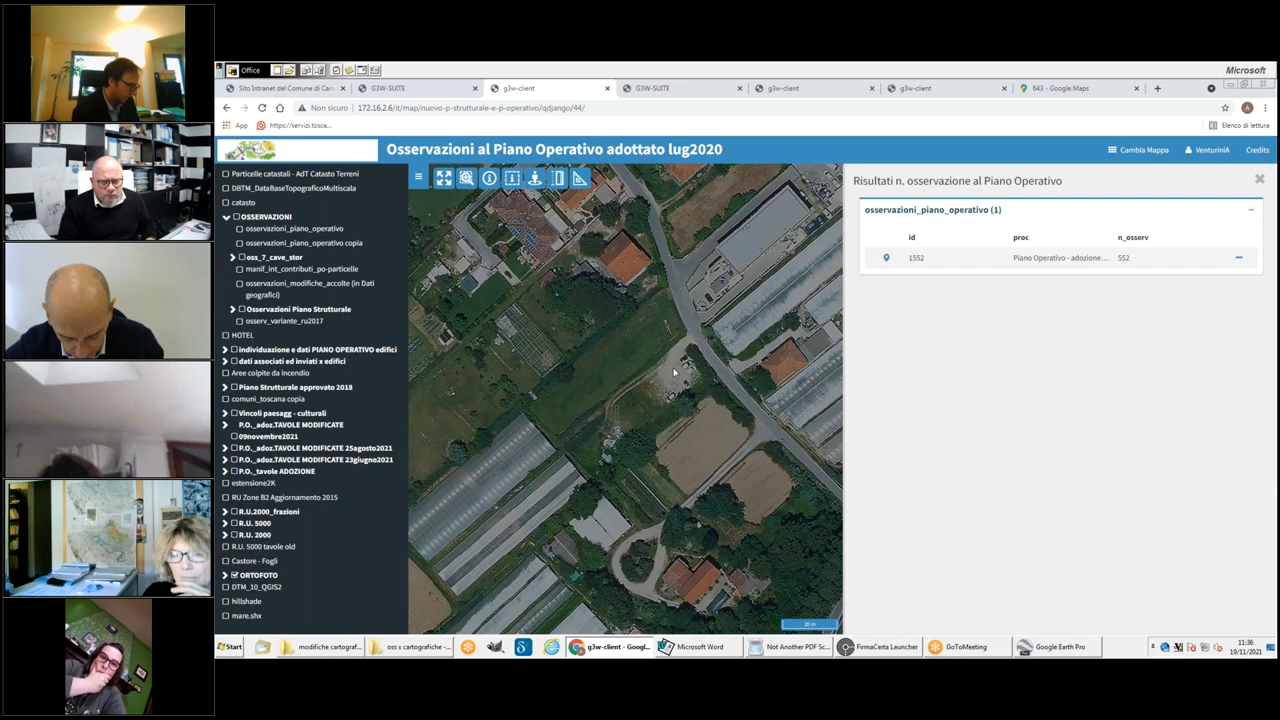 Office
Microsoft
Sito Intranet del Comune di Cam
G3W-SUITE
g3w-client
G3W-SUITE
g3w-client
g3w-client
643 - Google Maps
Non sicuro | 172.16.2.6/it/map/nuovo-p-strutturale-e-p-operativo/qdjango/44/
A
App
https://servizi.tosca...
Elenco di lettura
Osservazioni al Piano Operativo adottato lug2020
Cambia Mappa
VenturiniA
Credits
Particelle catastali - AdT Catasto Terreni
DBTM_DataBaseTopograficoMultiscala
catasto
OSSERVAZIONI
osservazioni_piano_operativo
osservazioni_piano_operativo copia
oss_7_cave_stor
manif_int_contributi_po-particelle
osservazioni_modifiche_accolte (in Dati
geografici)
Osservazioni Piano Strutturale
osserv_variante_ru2017
HOTEL
individuazione e dati PIANO OPERATIVO edifici
dati associati ed inviati x edifici
Aree colpite da incendio
Piano Strutturale approvato 2018
comuni_toscana copia
Vincoli paesagg - culturali
P.O._adoz.TAVOLE MODIFICATE
09novembre2021
P.O._adoz.TAVOLE MODIFICATE 25agosto2021
P.O._adoz.TAVOLE MODIFICATE 23giugno2021
P.O._tavole ADOZIONE
estensione2K
RU Zone B2 Aggiornamento 2015
R.U.2000_frazioni
R.U. 5000
R.U. 2000
R.U. 5000 tavole old
Castore - Fogli
ORTOFOTO
DTM_10_QGIS2
hillshade
mare.shx
20 m
Risultati n. osservazione al Piano Operativo
osservazioni_piano_operativo (1)
id proc n_osserv
1552 Piano Operativo - adozione... 552
Start
modifiche cartograf...
oss x cartografiche -...
g3w-client - Googl...
Microsoft Word
Not Another PDF Sc...
FirmaCerta Launcher
GoToMeeting
Google Earth Pro
11:36
19/11/2021